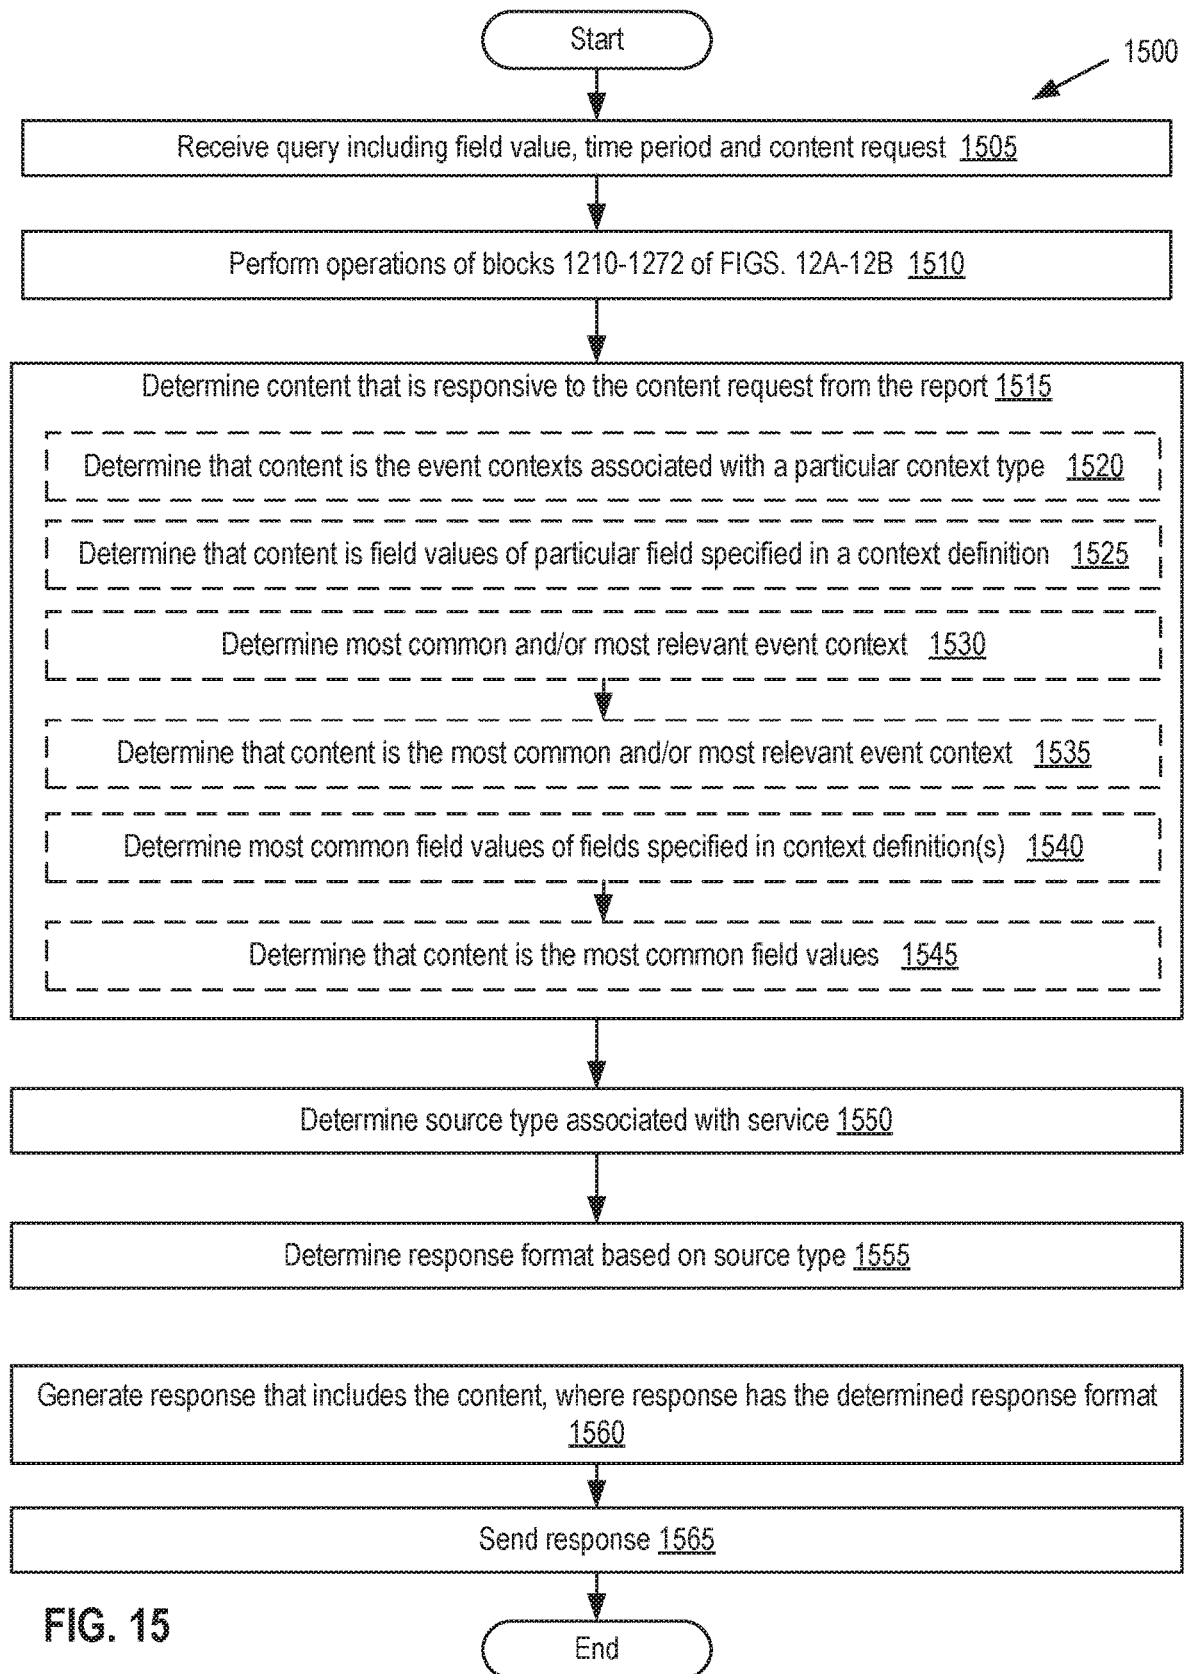 Start
1500
Receive query including field value, time period and content request 1505
Perform operations of blocks 1210-1272 of FIGS. 12A-12B 1510
Determine content that is responsive to the content request from the report 1515
Determine that content is the event contexts associated with a particular context type 1520
Determine that content is field values of particular field specified in a context definition 1525
Determine most common and/or most relevant event context 1530
Determine that content is the most common and/or most relevant event context 1535
Determine most common field values of fields specified in context definition(s) 1540
Determine that content is the most common field values 1545
Determine source type associated with service 1550
Determine response format based on source type 1555
Generate response that includes the content, where response has the determined response format
1560
Send response 1565
FIG. 15
End